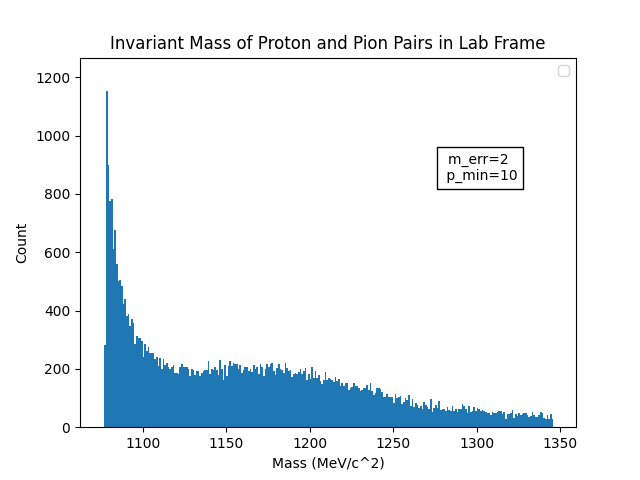 Invariant Mass of Proton and Pion Pairs in Lab Frame
1200
1000
800
600
400
200
0
Count
m_err=2
p_min=10
1100
1150
1200
1250
1300
1350
Mass (MeV/c^2)